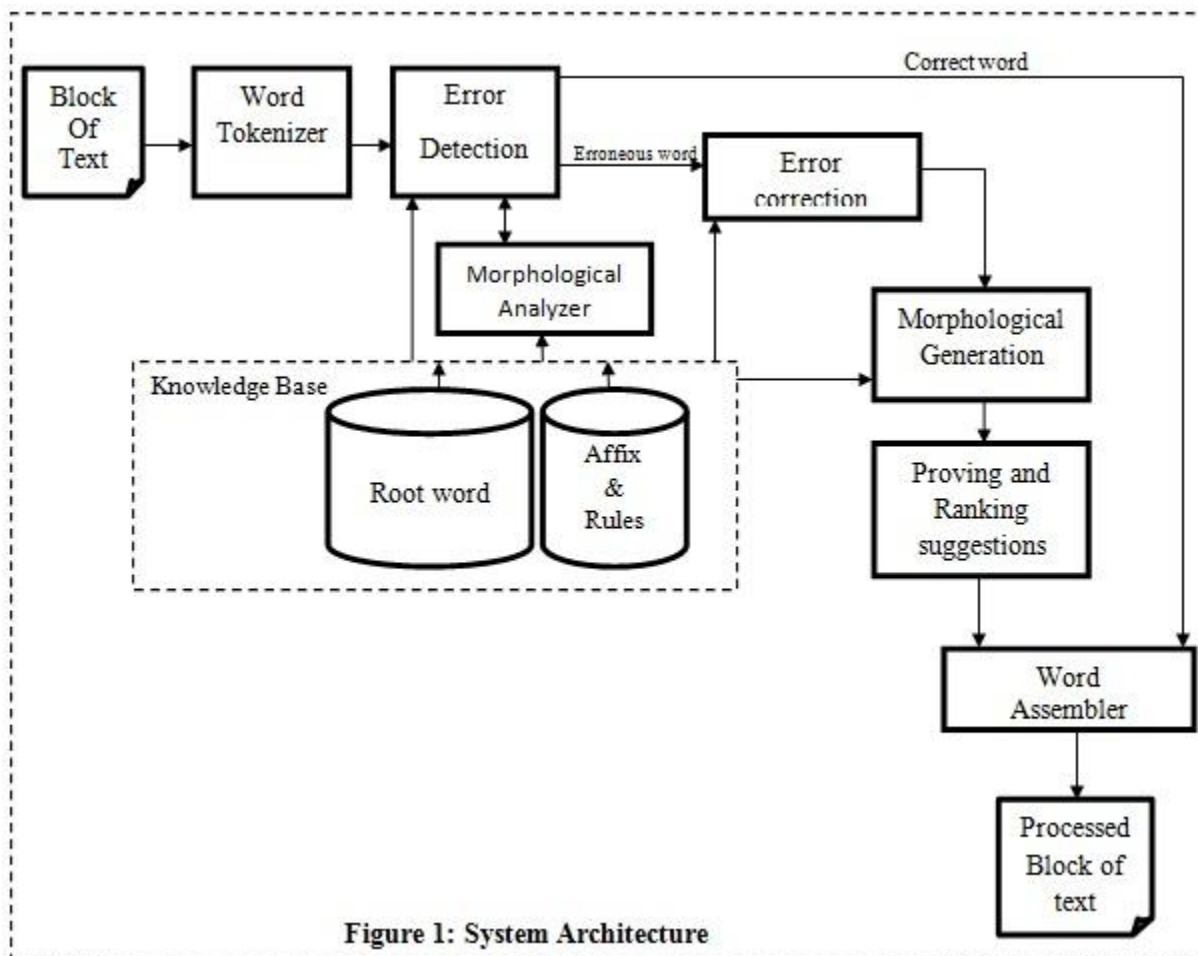 Block
Of
Text
Word
Tokenizer
Error
Detection
Correct word
Erroneous word
Error
correction
Morphological
Analyzer
Morphological
Generation
Knowledge Base
Root word
Affix
&
Rules
Proving and
Ranking
suggestions
Word
Assembler
Processed
Block of
text
Figure 1: System Architecture